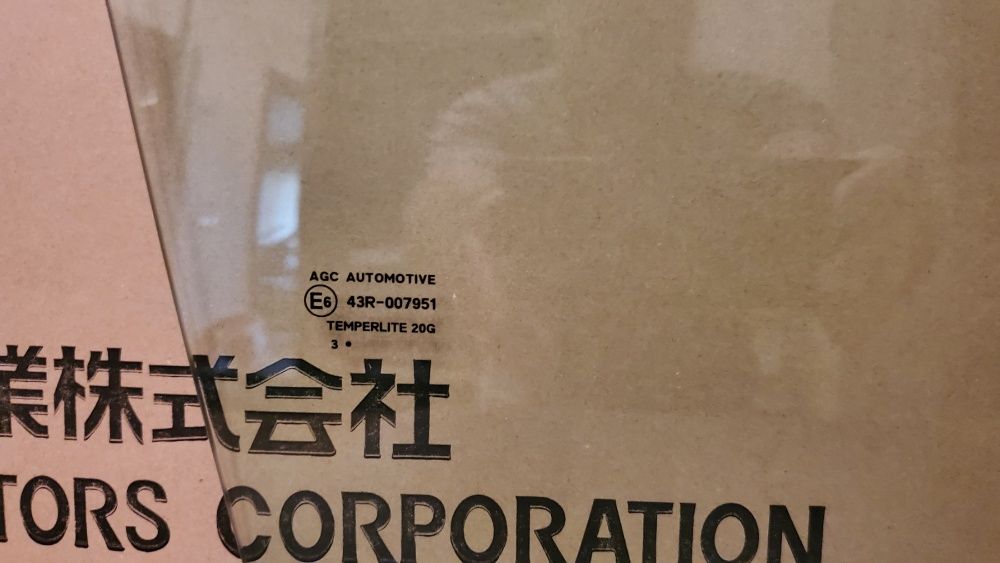 AGC AUTOMOTIVE
E6 43R-007951
TEMPERLITE 20G
3 •
業株式会社
TORS CORPORATION